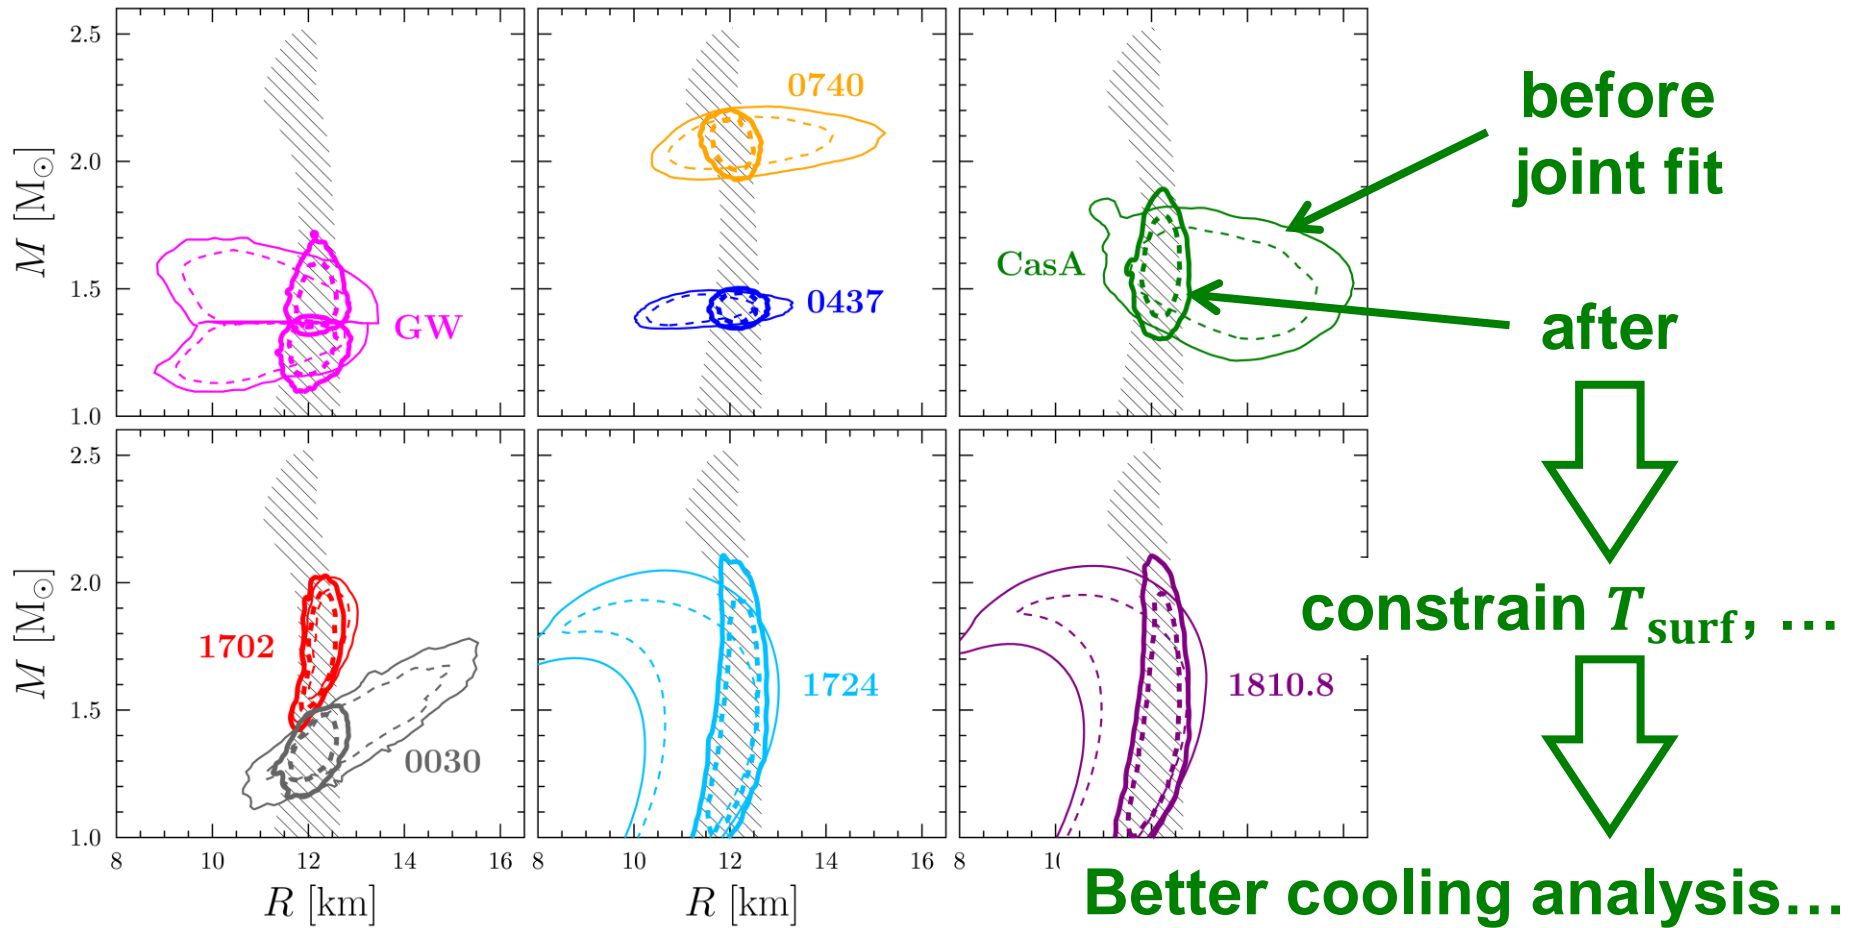 2.5
2.0
1.5
1.0
M [M⊙]
GW
0740
0437
CasA
before
joint fit
after
2.5
2.0
1.5
1.0
M [M⊙]
1702
0030
1724
1810.8
constrain T_surf, …
8 10 12 14 16
8 10 12 14 16
8
R [km]
R [km]
Better cooling analysis…